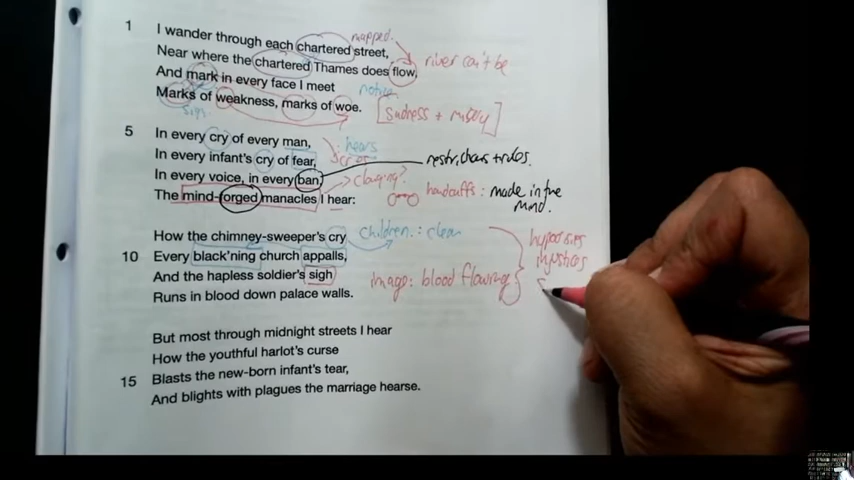 1 I wander through each chartered street,
mapped.
Near where the chartered Thames does flow,
river can't be
And mark in every face I meet
notice
Marks of weakness, marks of woe.
[sadness + misery]
signs.
5 In every cry of every man,
hears
In every infant's cry of fear,
cries
restrictions + rules.
In every voice, in every ban,
clanging?
The mind-forged manacles I hear:
handcuffs : made in the
mind.
How the chimney-sweeper's cry
children. : clean
10 Every black'ning church appalls,
hypocrisies
injustices
And the hapless soldier's sigh
image: blood flowing
Runs in blood down palace walls.
But most through midnight streets I hear
How the youthful harlot's curse
15 Blasts the new-born infant's tear,
And blights with plagues the marriage hearse.